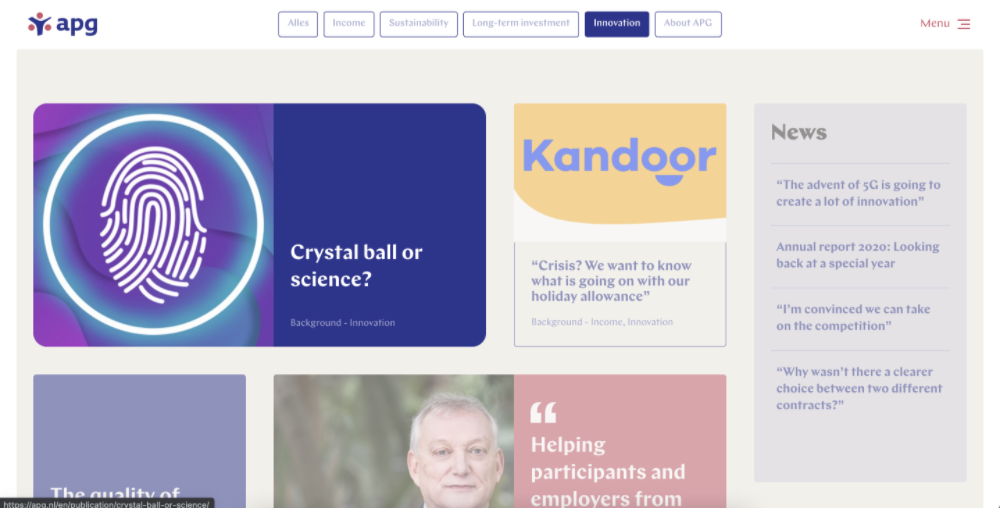 apg
Alles
Income
Sustainability
Long-term investment
Innovation
About APG
Menu
Crystal ball or
science?
Background - Innovation
Kandoor
“Crisis? We want to know
what is going on with our
holiday allowance”
Background - Income, Innovation
News
“The advent of 5G is going to
create a lot of innovation”
Annual report 2020: Looking
back at a special year
“I'm convinced we can take
on the competition”
“Why wasn't there a clearer
choice between two different
contracts?”
The quality of
“
Helping
participants and
employers from
https://apg.nl/en/publication/crystal-ball-or-science/